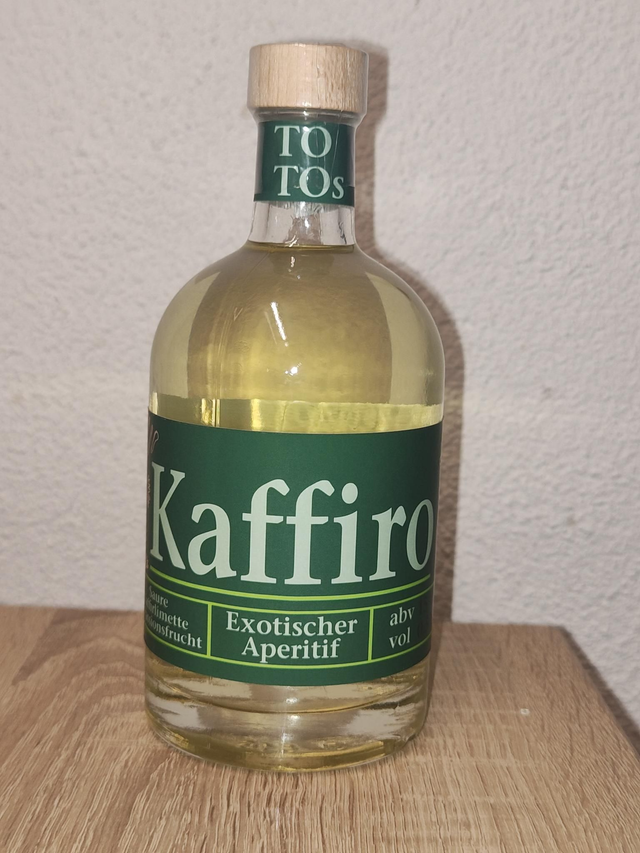 TO
TOs
Kaffiro
Exotischer
Aperitif
abv
vol